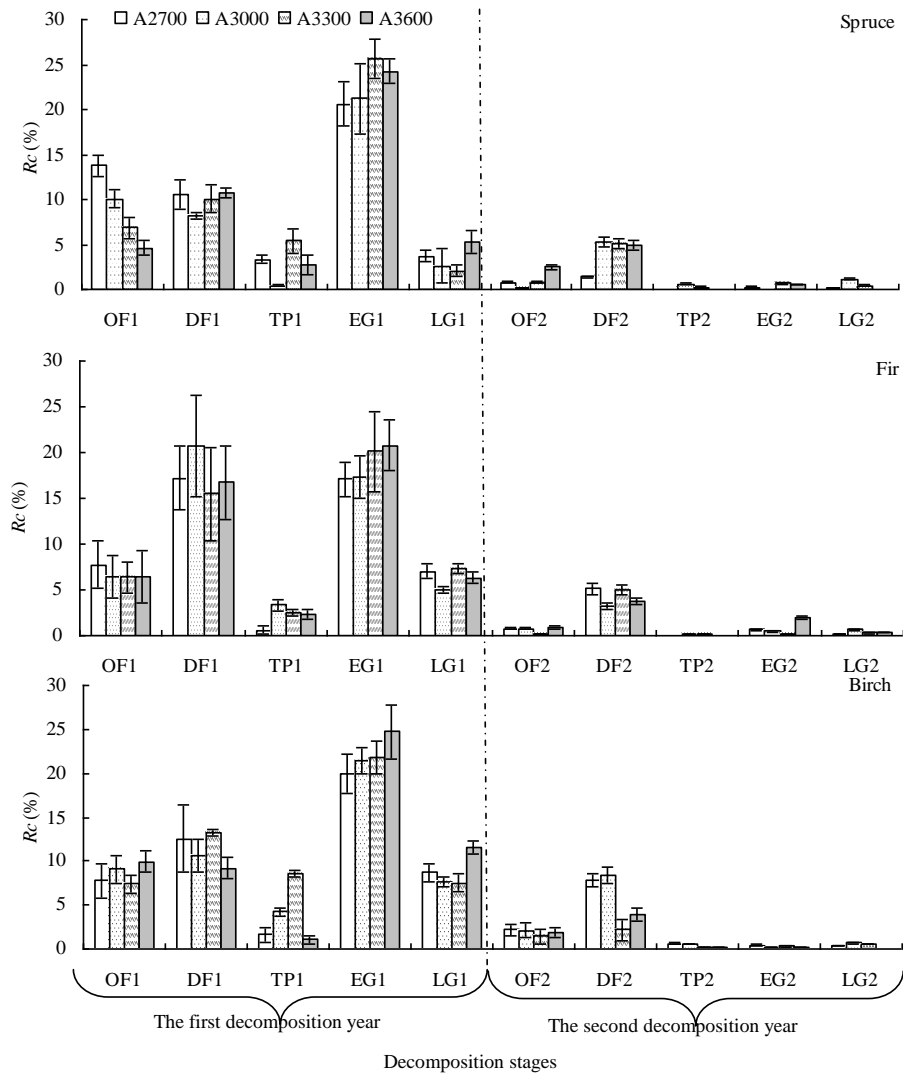 A2700 A3000 A3300 A3600
Spruce
30
25
20
15
10
5
0
Rc (%)
OF1 DF1 TP1 EG1 LG1 OF2 DF2 TP2 EG2 LG2
Fir
30
25
20
15
10
5
0
Rc (%)
OF1 DF1 TP1 EG1 LG1 OF2 DF2 TP2 EG2 LG2
Birch
30
25
20
15
10
5
0
Rc (%)
OF1 DF1 TP1 EG1 LG1 OF2 DF2 TP2 EG2 LG2
The first decomposition year The second decomposition year
Decomposition stages